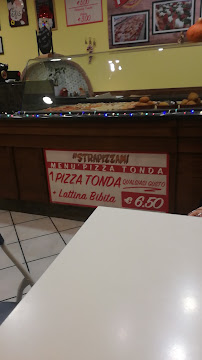 #STRAPIZZAMI
MENU' PIZZA TONDA
1 PIZZA TONDA QUALSIASI GUSTO
+ Lattina Bibita € 6.50